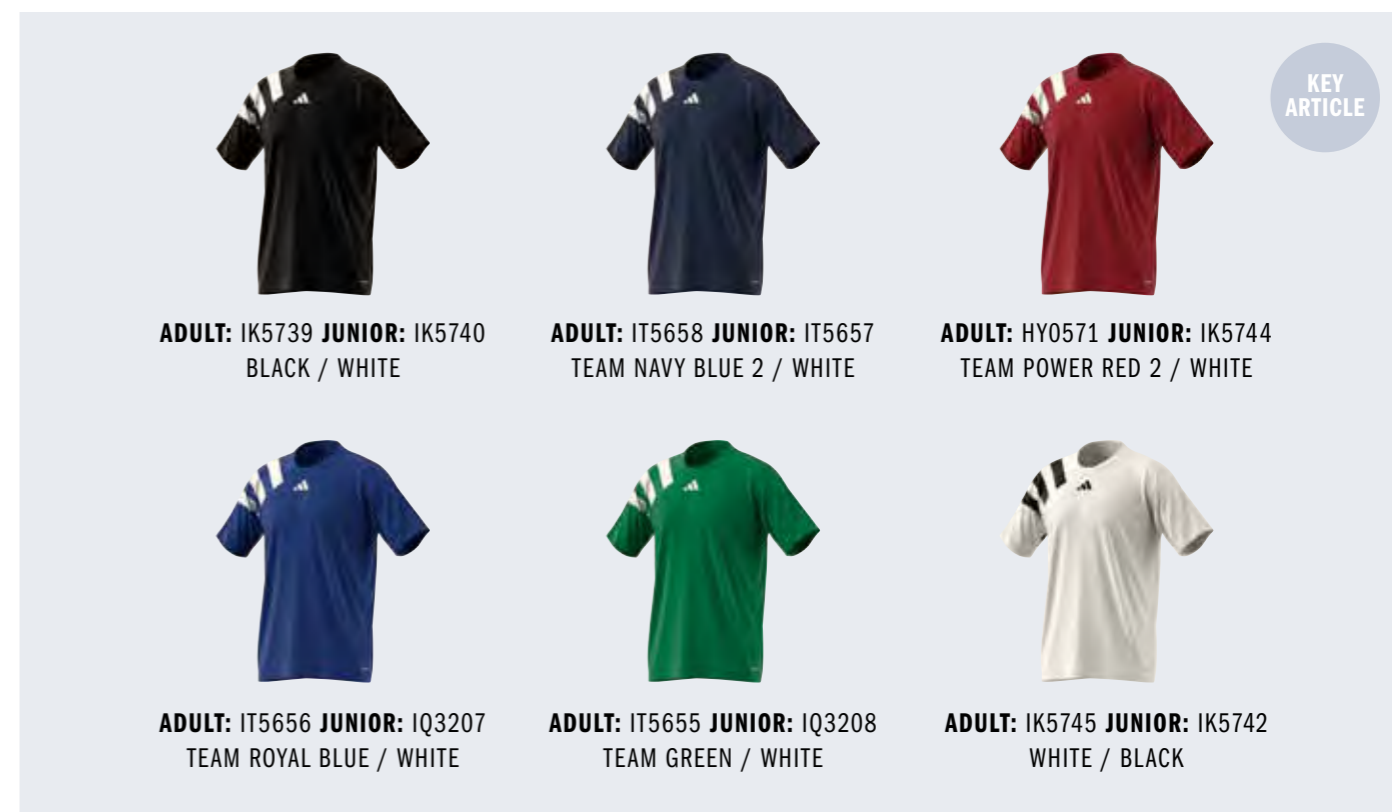 KEY
ARTICLE
ADULT: IK5739 JUNIOR: IK5740
BLACK / WHITE
ADULT: IT5658 JUNIOR: IT5657
TEAM NAVY BLUE 2 / WHITE
ADULT: HY0571 JUNIOR: IK5744
TEAM POWER RED 2 / WHITE
ADULT: IT5656 JUNIOR: IQ3207
TEAM ROYAL BLUE / WHITE
ADULT: IT5655 JUNIOR: IQ3208
TEAM GREEN / WHITE
ADULT: IK5745 JUNIOR: IK5742
WHITE / BLACK